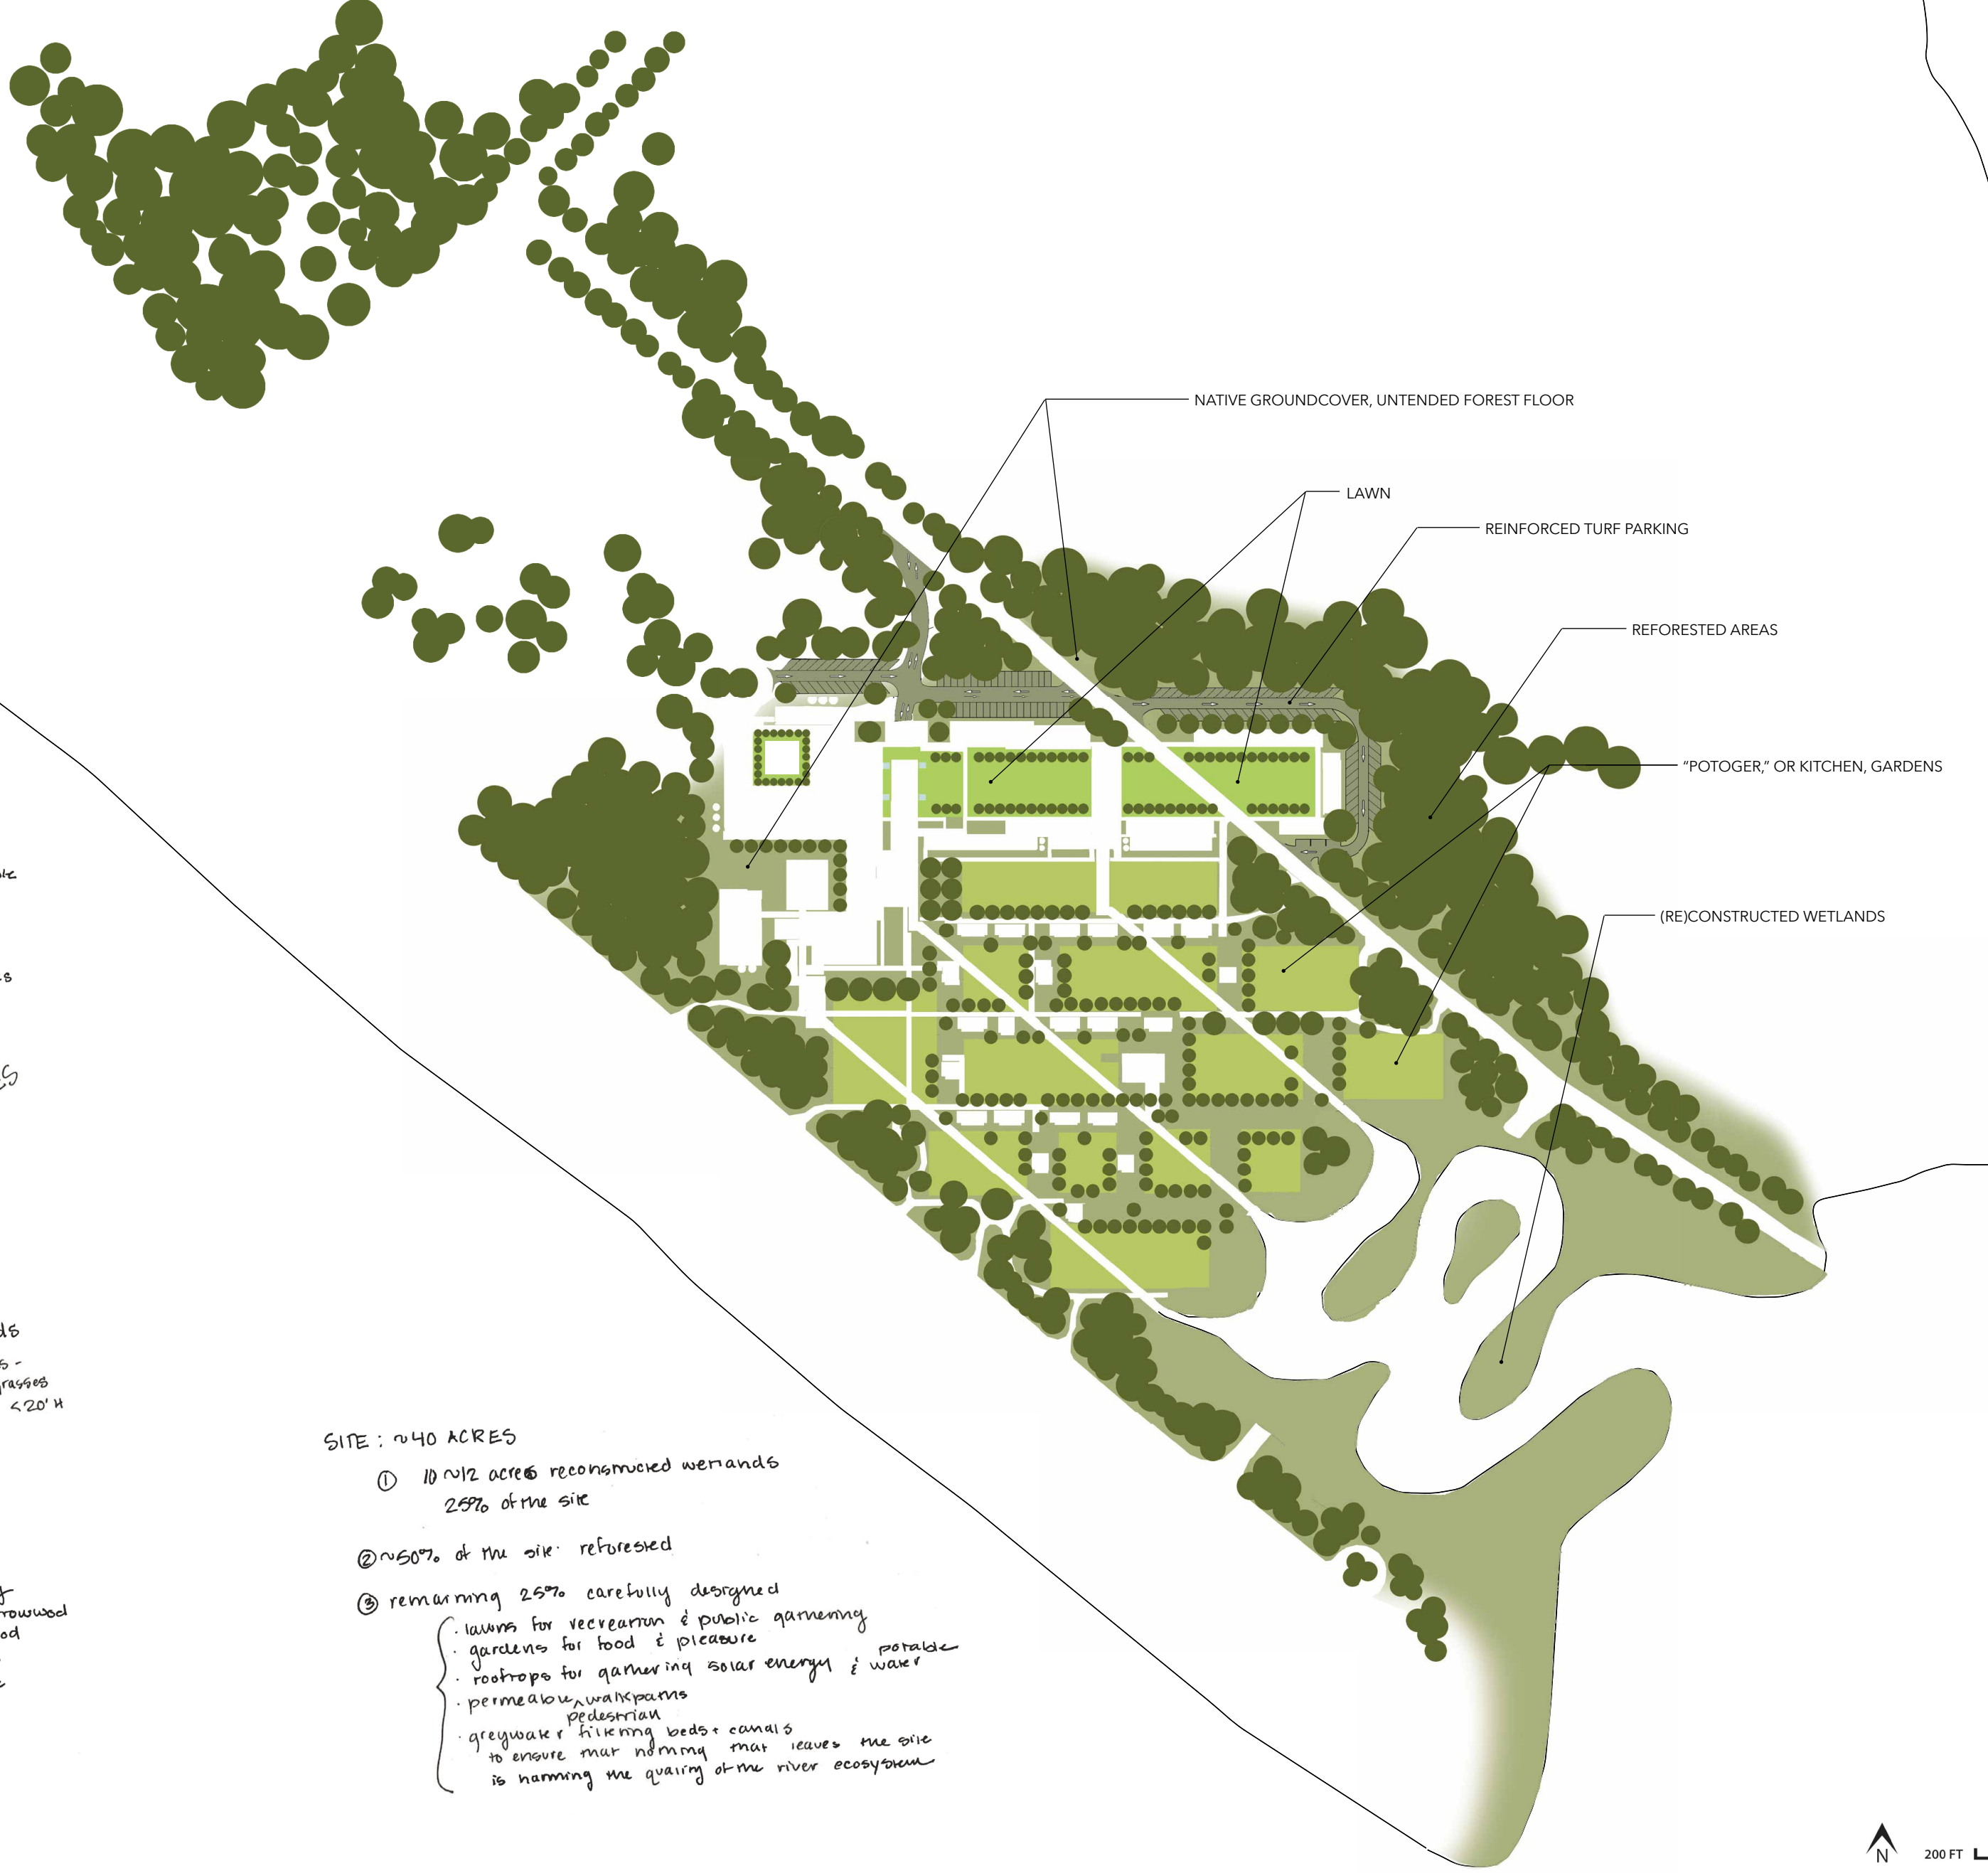 NATIVE GROUNDCOVER, UNTENDED FOREST FLOOR
LAWN
REINFORCED TURF PARKING
REFORESTED AREAS
“POTOGER,” OR KITCHEN, GARDENS
(RE)CONSTRUCTED WETLANDS
rasses
<20' H
rowwod
od
SITE : ~40 ACRES
① 10~12 acres reconstructed wetlands
25% of the site
② ~50% of the site reforested
③ remaining 25% carefully designed
· lawns for recreation & public gathering
· gardens for food & pleasure
· rooftops for gathering solar energy & potable water
· permeable ^ walkpaths
pedestrian
· greywater filtering beds + canals
to ensure that nothing that leaves the site
is harming the quality of the river ecosystem
N 200 FT